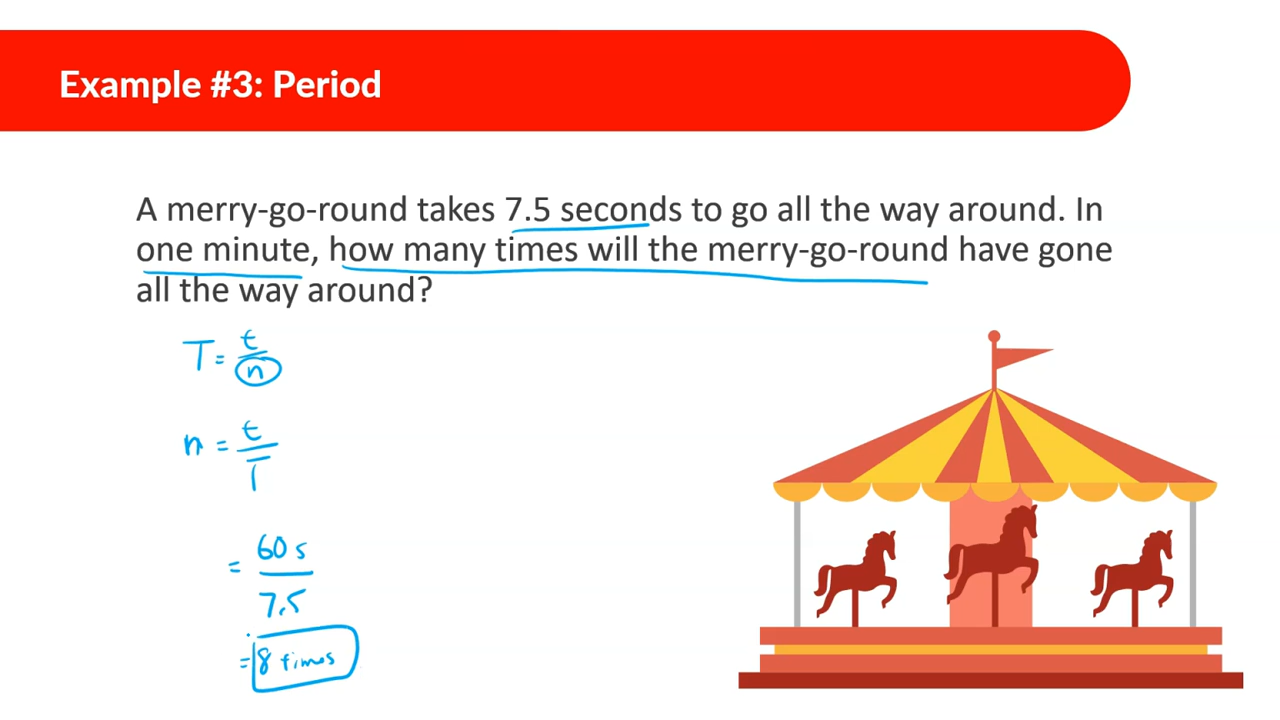 Example #3: Period
A merry-go-round takes 7.5 seconds to go all the way around. In
one minute, how many times will the merry-go-round have gone
all the way around?
T = t/n
n = t/T
= 60 s/7.5
= 8 times